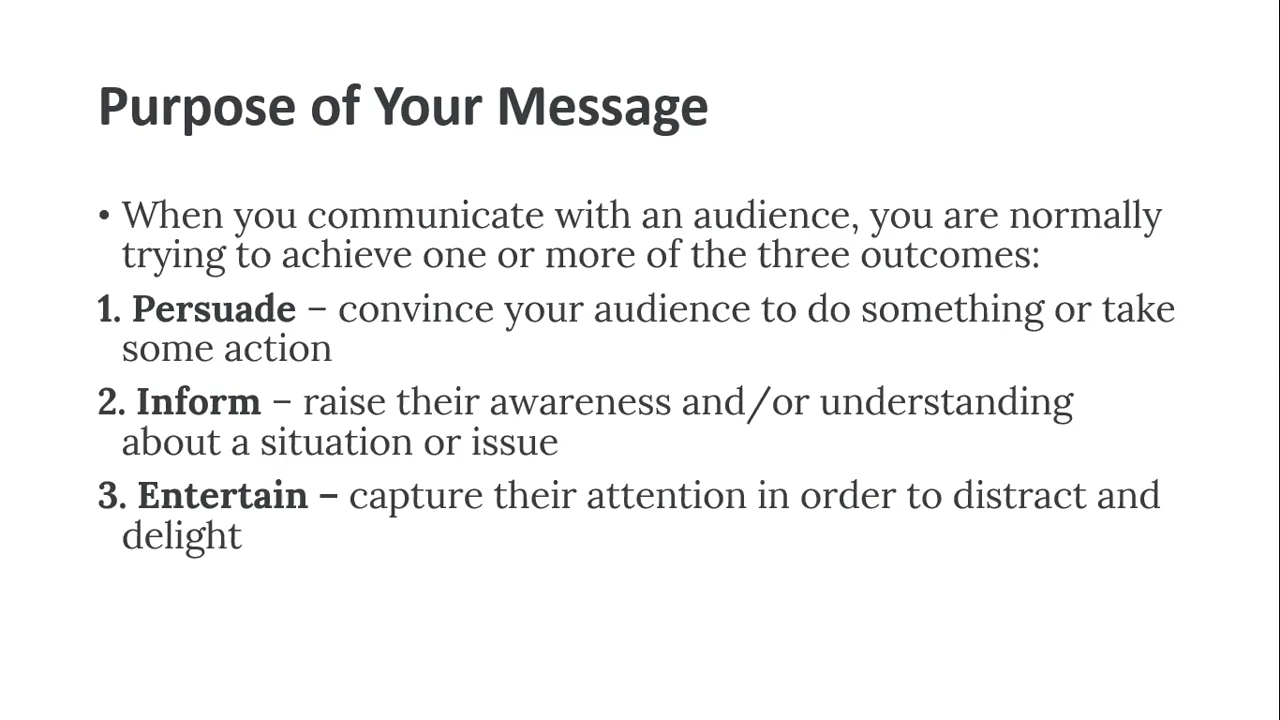 Purpose of Your Message
• When you communicate with an audience, you are normally
trying to achieve one or more of the three outcomes:
1. Persuade – convince your audience to do something or take
some action
2. Inform – raise their awareness and/or understanding
about a situation or issue
3. Entertain – capture their attention in order to distract and
delight